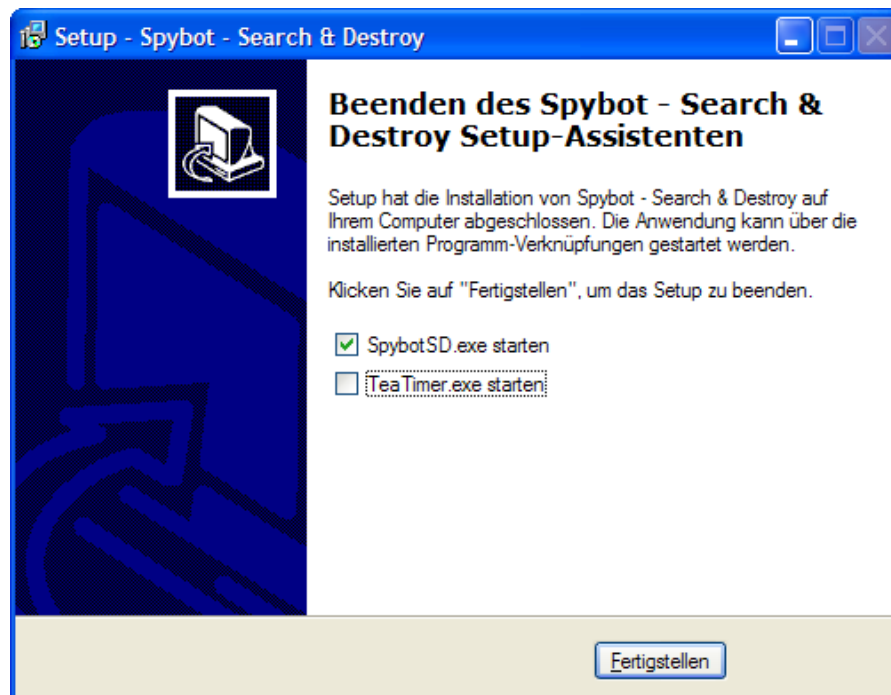 Setup - Spybot - Search & Destroy
Beenden des Spybot - Search &
Destroy Setup-Assistenten
Setup hat die Installation von Spybot - Search & Destroy auf
Ihrem Computer abgeschlossen. Die Anwendung kann über die
installierten Programm-Verknüpfungen gestartet werden.
Klicken Sie auf "Fertigstellen", um das Setup zu beenden.
SpybotSD.exe starten
TeaTimer.exe starten
Fertigstellen